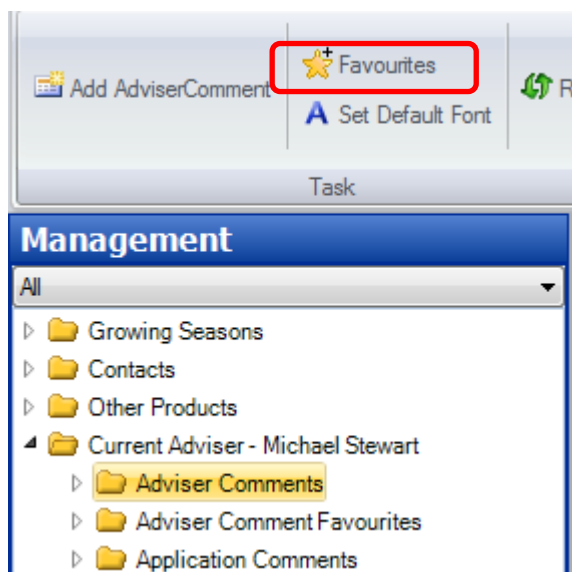 Favourites
Add AdviserComment
A Set Default Font
Task
Management
All
Growing Seasons
Contacts
Other Products
Current Adviser - Michael Stewart
Adviser Comments
Adviser Comment Favourites
Application Comments